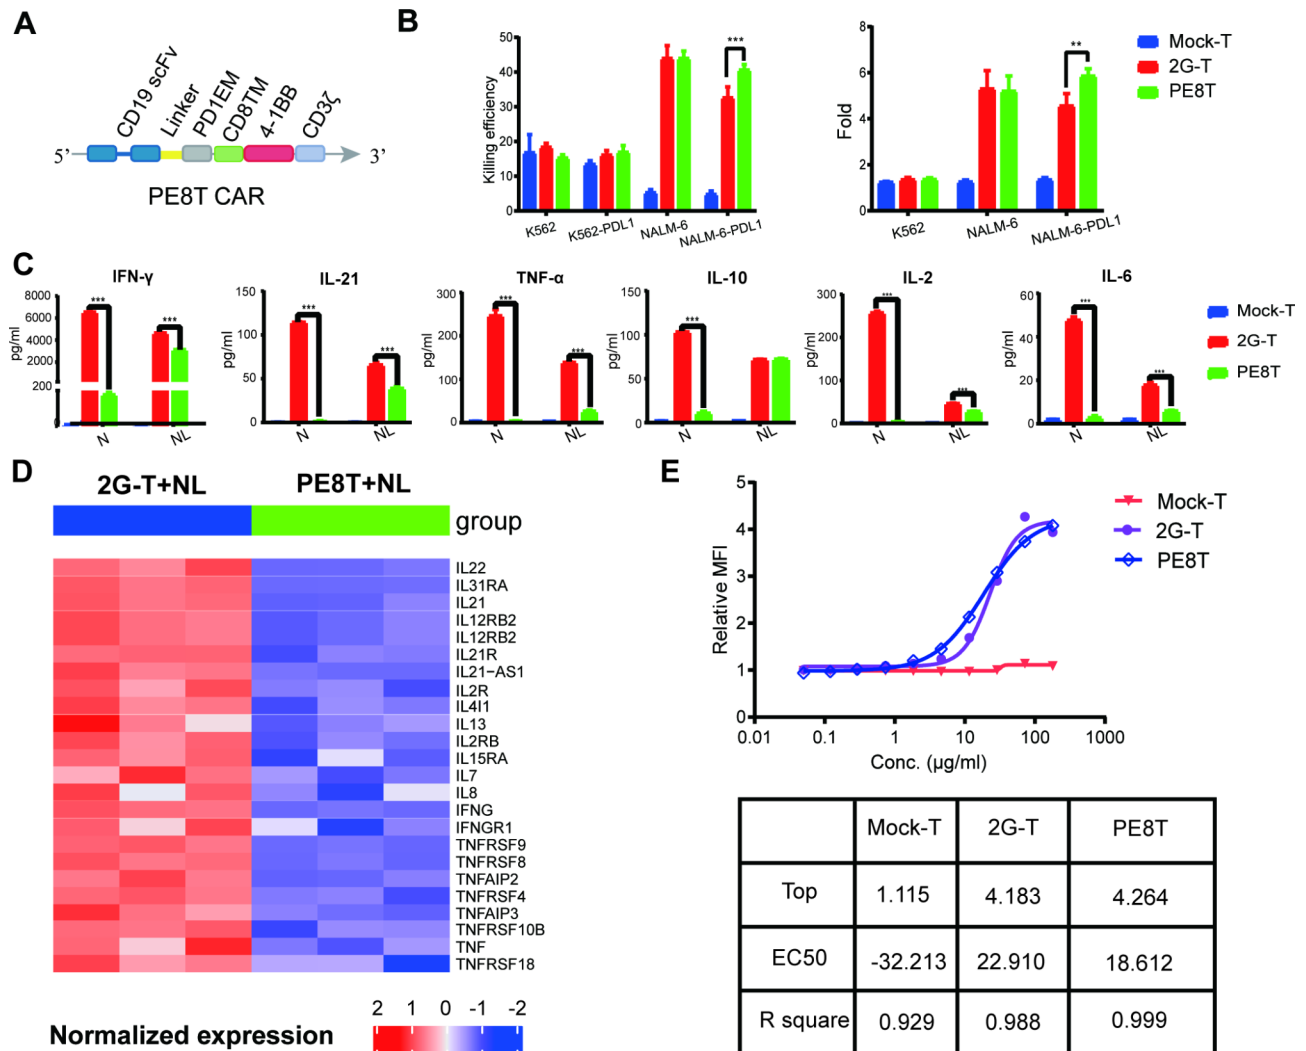 A
CD19 scFv
Linker
PD1EM
CD8TM
4-1BB
CD3ζ
5’
3’
PE8T CAR
B
Killing efficiency
50
40
30
20
10
0
***
K562
K562-PDL1
NALM-6
NALM-6-PDL1
Fold
8
6
4
2
0
**
K562
NALM-6
NALM-6-PDL1
Mock-T
2G-T
PE8T
C
IFN-γ
pg/ml
8000
6000
4000
2000
200
0
***
***
N
NL
IL-21
pg/ml
150
100
50
0
***
***
N
NL
TNF-α
pg/ml
300
200
100
0
***
***
N
NL
IL-10
pg/ml
150
100
50
0
***
N
NL
IL-2
pg/ml
300
200
100
0
***
***
N
NL
IL-6
pg/ml
60
40
20
0
***
***
N
NL
Mock-T
2G-T
PE8T
D
2G-T+NL
PE8T+NL
group
IL22
IL31RA
IL21
IL12RB2
IL12RB2
IL21R
IL21−AS1
IL2R
IL4I1
IL13
IL2RB
IL15RA
IL7
IL8
IFNG
IFNGR1
TNFRSF9
TNFRSF8
TNFAIP2
TNFRSF4
TNFAIP3
TNFRSF10B
TNF
TNFRSF18
Normalized expression
2 1 0 -1 -2
E
Relative MFI
5
4
3
2
1
0
0.01 0.1 1 10 100 1000
Conc. (μg/ml)
Mock-T
2G-T
PE8T
Mock-T 2G-T PE8T
Top 1.115 4.183 4.264
EC50 -32.213 22.910 18.612
R square 0.929 0.988 0.999